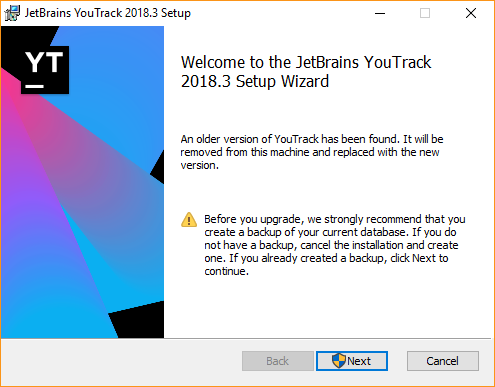 JetBrains YouTrack 2018.3 Setup
YT
Welcome to the JetBrains YouTrack
2018.3 Setup Wizard
An older version of YouTrack has been found. It will be
removed from this machine and replaced with the new
version.
Before you upgrade, we strongly recommend that you
create a backup of your current database. If you do
not have a backup, cancel the installation and create
one. If you already created a backup, click Next to
continue.
Back
Next
Cancel